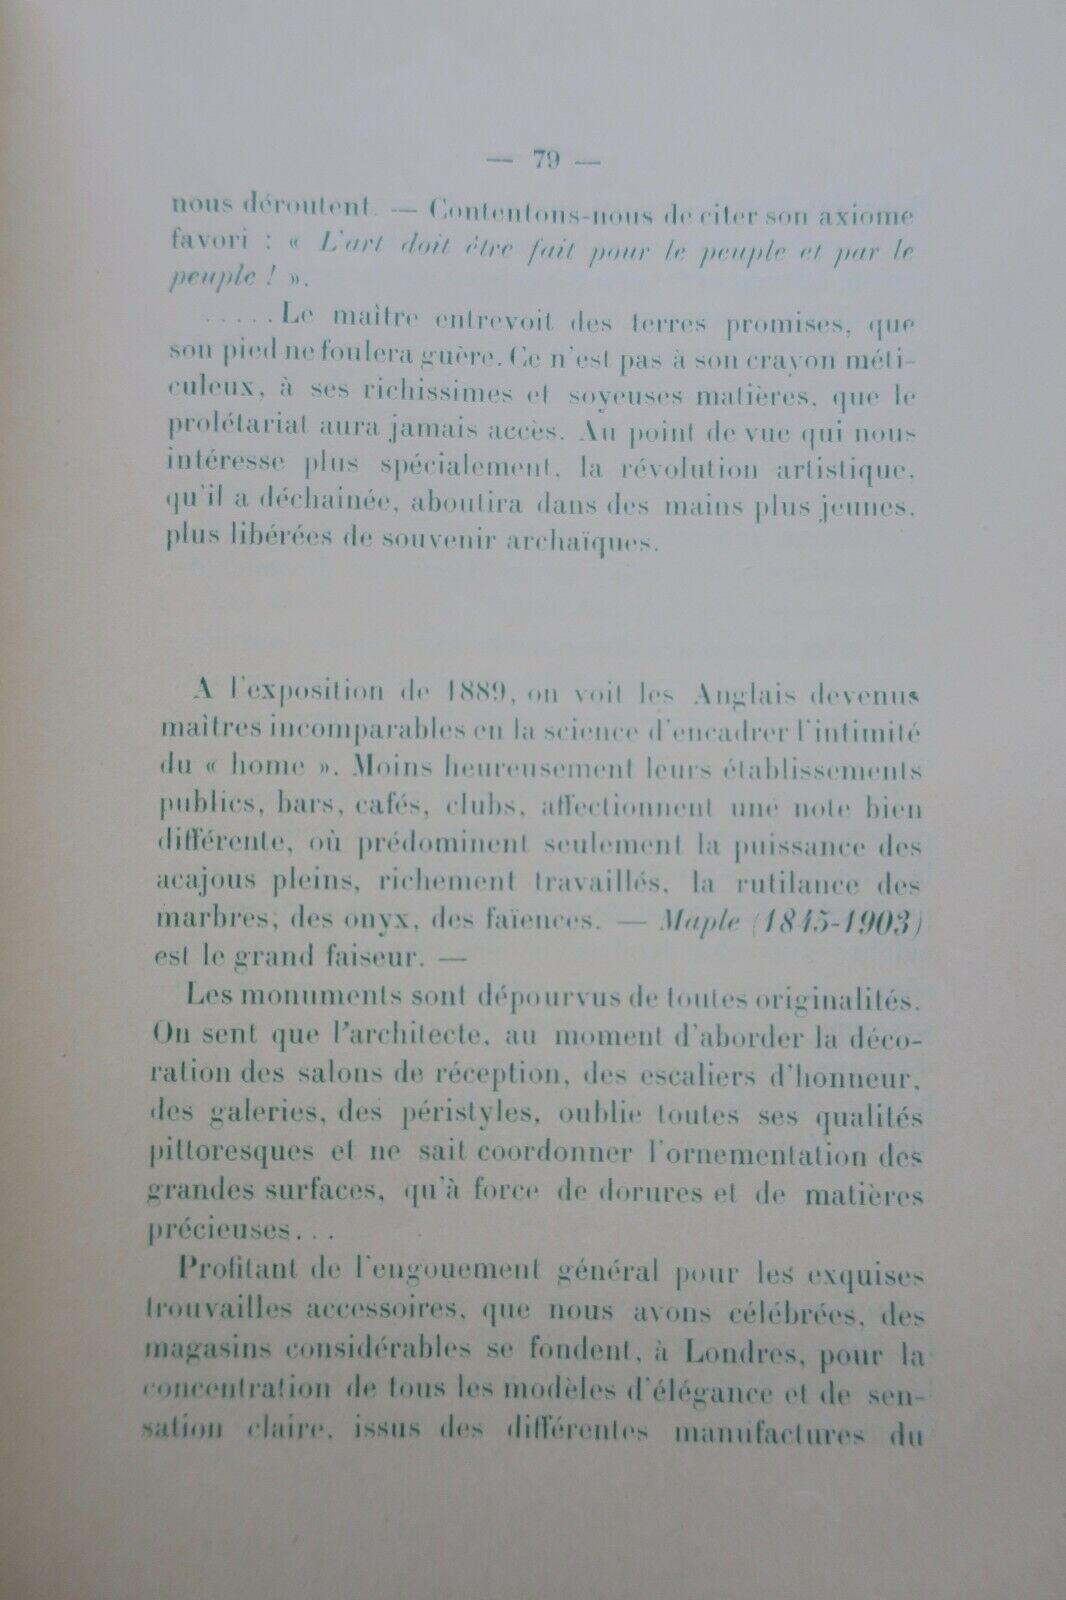 — 79 —
nous déroutent. — Contentons-nous de citer son axiome
favori : « L'art doit être fait pour le peuple et par le
peuple ! ».
.....Le maître entrevoit des terres promises, que
son pied ne foulera guère. Ce n'est pas à son crayon méti-
culeux, à ses richissimes et soyeuses matières, que le
prolétariat aura jamais accès. Au point de vue qui nous
intéresse plus spécialement, la révolution artistique,
qu'il a déchainée, aboutira dans des mains plus jeunes,
plus libérées de souvenir archaïques.
A l'exposition de 1889, on voit les Anglais devenus
maîtres incomparables en la science d'encadrer l'intimité
du « home ». Moins heureusement leurs établissements
publics, bars, cafés, clubs, affectionnent une note bien
différente, où prédominent seulement la puissance des
acajous pleins, richement travaillés, la rutilance des
marbres, des onyx, des faïences. — Maple (1845-1903)
est le grand faiseur. —
Les monuments sont dépourvus de toutes originalités.
On sent que l'architecte, au moment d'aborder la déco-
ration des salons de réception, des escaliers d'honneur,
des galeries, des péristyles, oublie toutes ses qualités
pittoresques et ne sait coordonner l'ornementation des
grandes surfaces, qu'à force de dorures et de matières
précieuses...
Profitant de l'engouement général pour les exquises
trouvailles accessoires, que nous avons célébrées, des
magasins considérables se fondent, à Londres, pour la
concentration de tous les modèles d'élégance et de sen-
sation claire, issus des différentes manufactures du